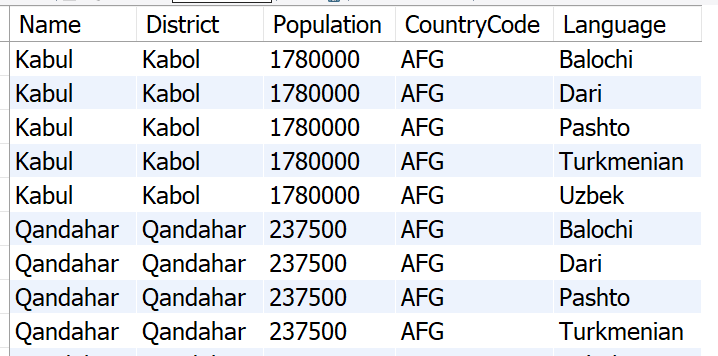 Name District Population CountryCode Language
Kabul Kabol 1780000 AFG Balochi
Kabul Kabol 1780000 AFG Dari
Kabul Kabol 1780000 AFG Pashto
Kabul Kabol 1780000 AFG Turkmenian
Kabul Kabol 1780000 AFG Uzbek
Qandahar Qandahar 237500 AFG Balochi
Qandahar Qandahar 237500 AFG Dari
Qandahar Qandahar 237500 AFG Pashto
Qandahar Qandahar 237500 AFG Turkmenian